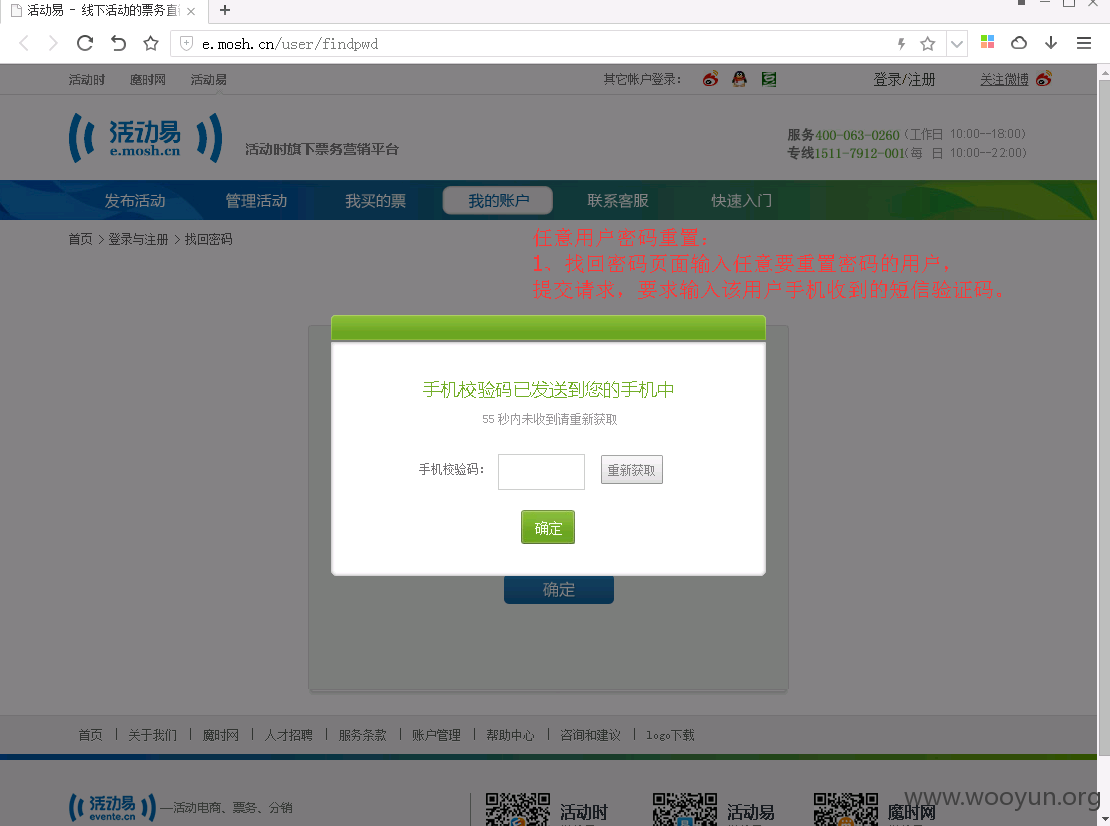 活动易 - 线下活动的票务直
e.mosh.cn/user/findpwd
活动时 魔时网 活动易 其它帐户登录： 登录/注册 关注微博
活动易
e.mosh.cn
活动时旗下票务营销平台
服务400-063-0260（工作日 10:00--18:00）
专线1511-7912-001（每 日 10:00--22:00）
发布活动 管理活动 我买的票 我的账户 联系客服 快速入门
首页 > 登录与注册 > 找回密码
任意用户密码重置：
1、找回密码页面输入任意要重置密码的用户，
提交请求，要求输入该用户手机收到的短信验证码。
手机校验码已发送到您的手机中
55 秒内未收到请重新获取
手机校验码： 重新获取
确定
确定
首页 | 关于我们 | 魔时网 | 人才招聘 | 服务条款 | 账户管理 | 帮助中心 | 咨询和建议 | logo下载
活动易
evente.cn
—活动电商、票务、分销
活动时 活动易 魔时网
www.wooyun.org